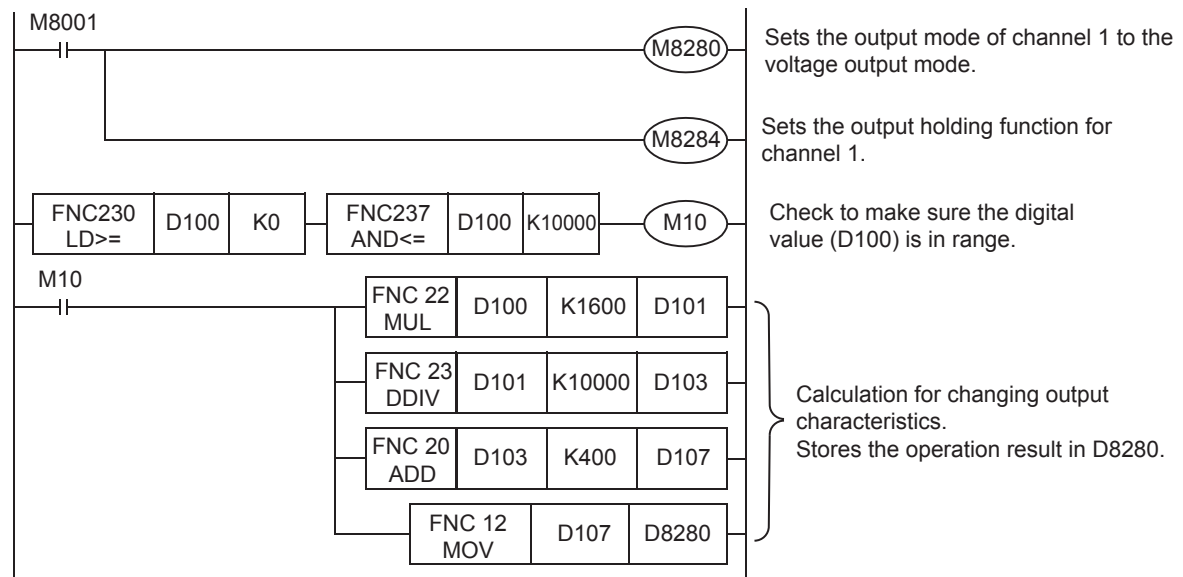 M8001
M8280
Sets the output mode of channel 1 to the
voltage output mode.
M8284
Sets the output holding function for
channel 1.
FNC230
LD>=
D100
K0
FNC237
AND<=
D100
K10000
M10
Check to make sure the digital
value (D100) is in range.
M10
FNC 22
MUL
D100
K1600
D101
FNC 23
DDIV
D101
K10000
D103
FNC 20
ADD
D103
K400
D107
FNC 12
MOV
D107
D8280
Calculation for changing output
characteristics.
Stores the operation result in D8280.